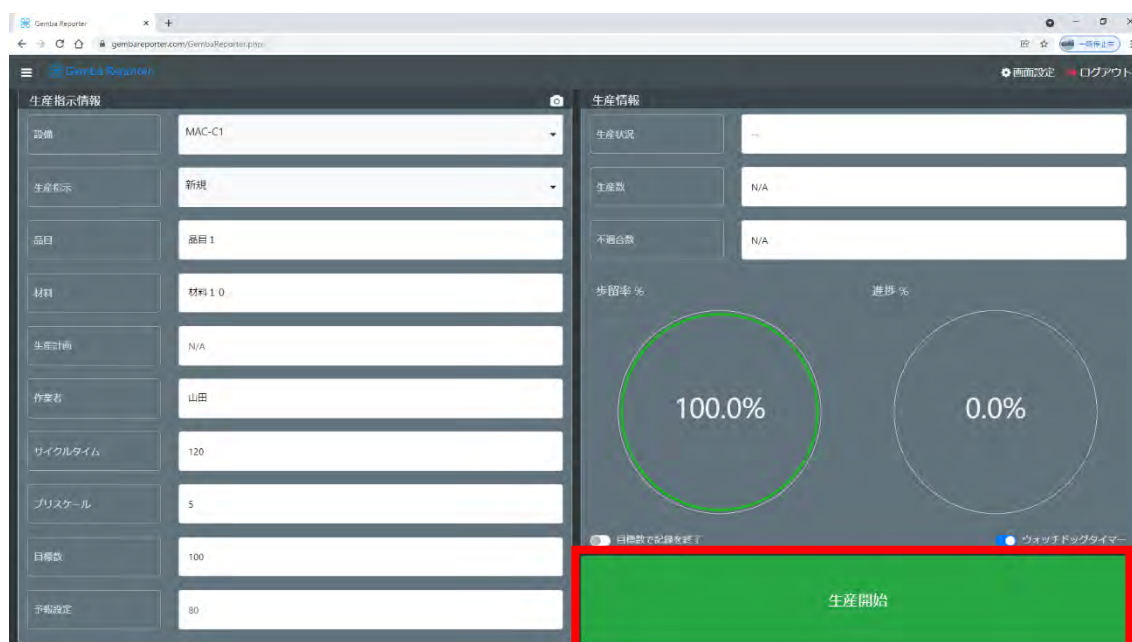 Gemba Reporter × +
gembareporter.com/GembaReporter.php
一時停止中
Gemba Reporter
画面設定 ログアウト
生産指示情報
設備 MAC-C1
生産指示 新規
品目 品目１
材料 材料１０
生産計画 N/A
作業者 山田
サイクルタイム 120
プリスケール 5
目標数 100
予報設定 80
生産情報
生産状況 --
生産数 N/A
不適合数 N/A
歩留率 % 進捗 %
100.0% 0.0%
目標数で記録を終了 ウォッチドッグタイマー
生産開始